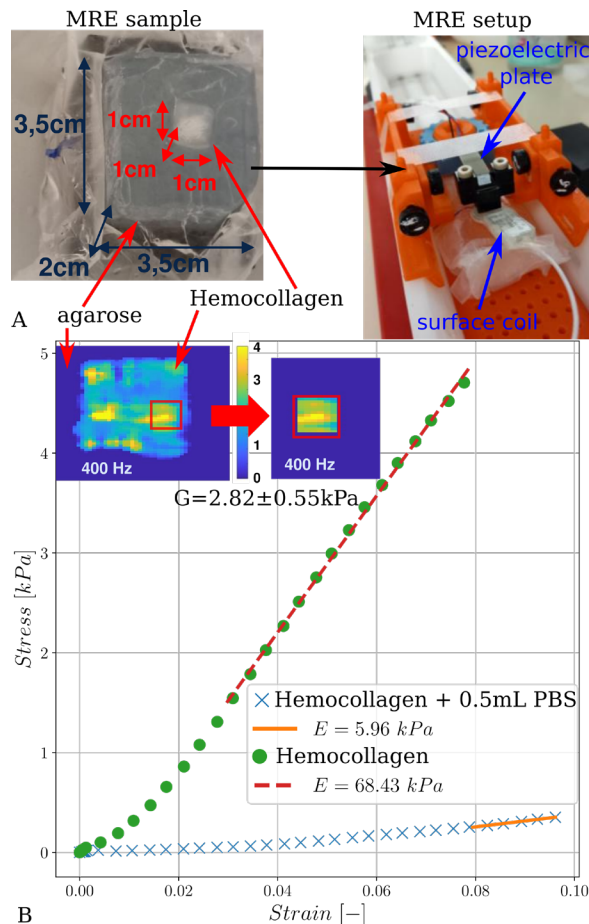 MRE sample
MRE setup
piezoelectric
plate
3,5cm
1cm
1cm
1cm
2cm
3,5cm
agarose
Hemocollagen
surface coil
A
5
4
3
2
1
0
4
3
1
0
400 Hz
400 Hz
G=2.82±0.55kPa
Stress [kPa]
Hemocollagen + 0.5mL PBS
E = 5.96 kPa
Hemocollagen
E = 68.43 kPa
0.00
0.02
0.04
0.06
0.08
0.10
B
Strain [−]